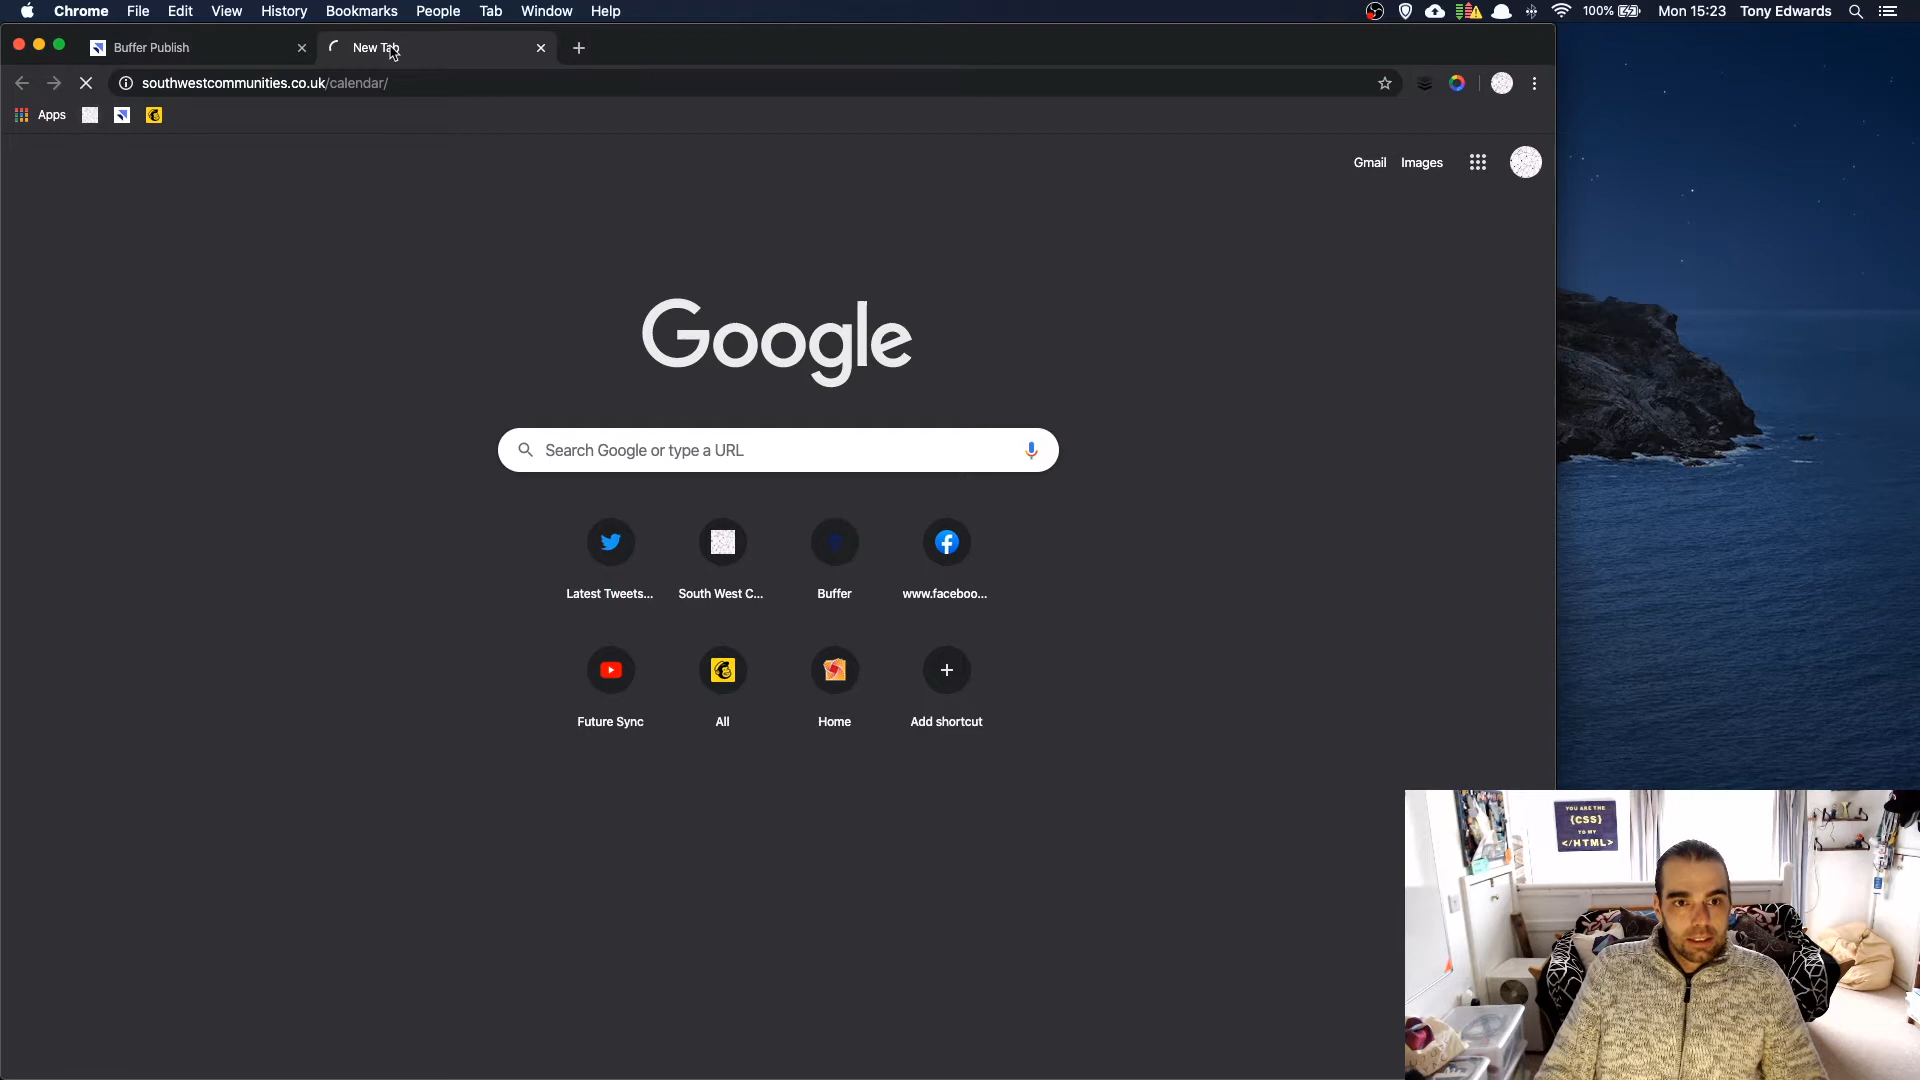 Chrome File Edit View History Bookmarks People Tab Window Help
100% Mon 15:23 Tony Edwards
Buffer Publish
New Tab
southwestcommunities.co.uk/calendar/
Apps
Gmail Images
Google
Search Google or type a URL
Latest Tweets... South West C... Buffer www.faceboo...
Future Sync All Home Add shortcut
YOU ARE THE
{CSS}
TO MY
</HTML>